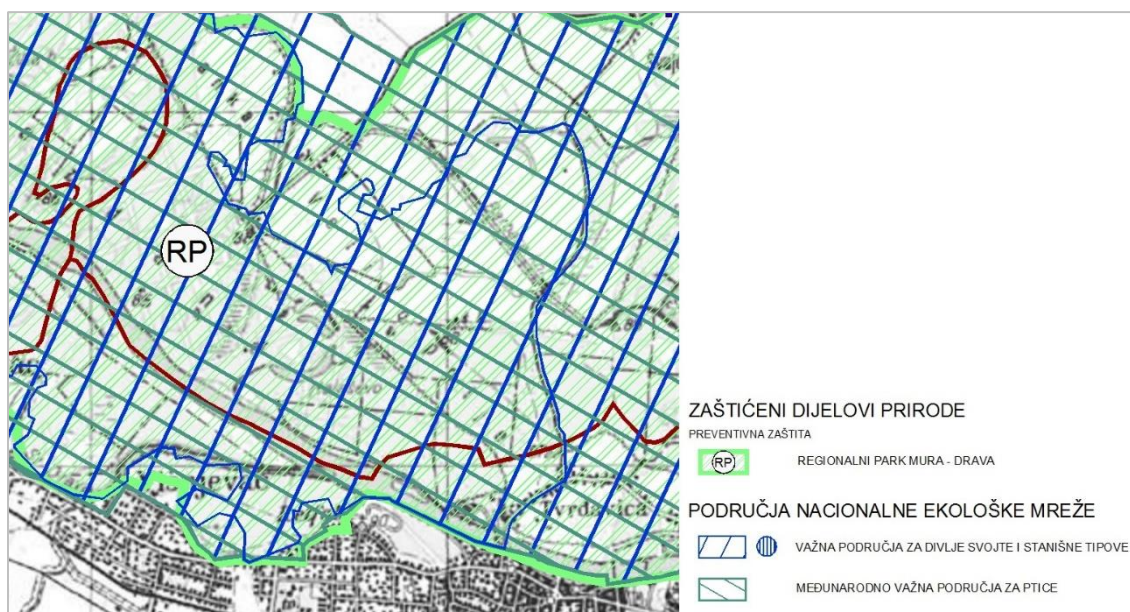 RP
ZAŠTIĆENI DIJELOVI PRIRODE
PREVENTIVNA ZAŠTITA
RP
REGIONALNI PARK MURA - DRAVA
PODRUČJA NACIONALNE EKOLOŠKE MREŽE
VAŽNA PODRUČJA ZA DIVLJE SVOJTE I STANIŠNE TIPOVE
MEĐUNARODNO VAŽNA PODRUČJA ZA PTICE